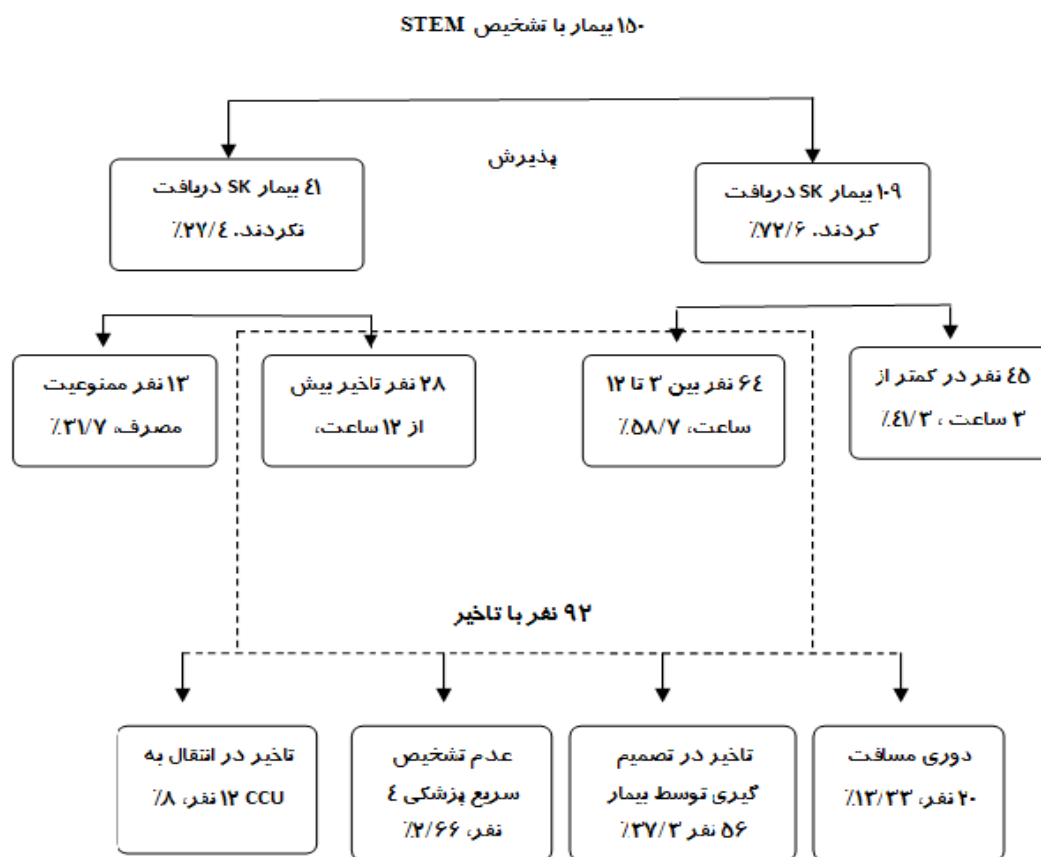 ۱۵۰ بیمار با تشخیص STEM
پذیرش
۱۰۹ بیمار SK دریافت
کردند. ۷۲/۶٪
۴۱ بیمار SK دریافت
نکردند. ۲۷/۴٪
۴۵ نفر در کمتر از
۳ ساعت ، ۴۱/۳٪
۶۴ نفر بین ۳ تا ۱۲
ساعت، ۵۸/۷٪
۲۸ نفر تاخیر بیش
از ۱۲ ساعت،
۱۳ نفر ممنوعیت
مصرف، ۳۱/۷٪
۹۲ نفر با تاخیر
دوری مسافت
۲۰ نفر، ۱۳/۳۳٪
تاخیر در تصمیم
گیری توسط بیمار
۵۶ نفر ۳۷/۳٪
عدم تشخیص
سریع پزشکی ۴
نفر، ۲/۶۶٪
تاخیر در انتقال به
CCU ۱۲ نفر، ۸٪